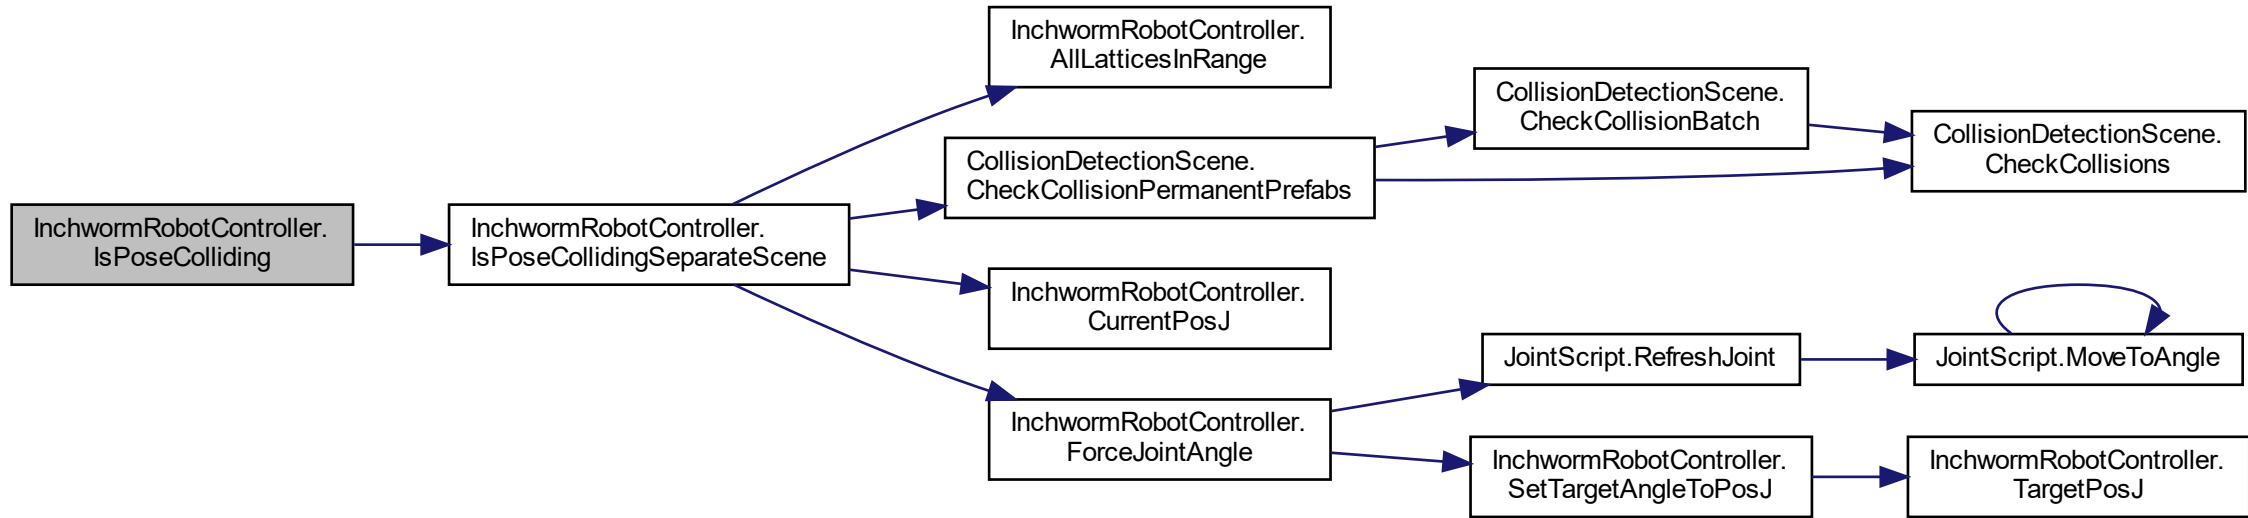 InchwormRobotController.
IsPoseColliding
InchwormRobotController.
IsPoseCollidingSeparateScene
InchwormRobotController.
AllLatticesInRange
CollisionDetectionScene.
CheckCollisionPermanentPrefabs
InchwormRobotController.
CurrentPosJ
InchwormRobotController.
ForceJointAngle
CollisionDetectionScene.
CheckCollisionBatch
JointScript.RefreshJoint
InchwormRobotController.
SetTargetAngleToPosJ
CollisionDetectionScene.
CheckCollisions
JointScript.MoveToAngle
InchwormRobotController.
TargetPosJ